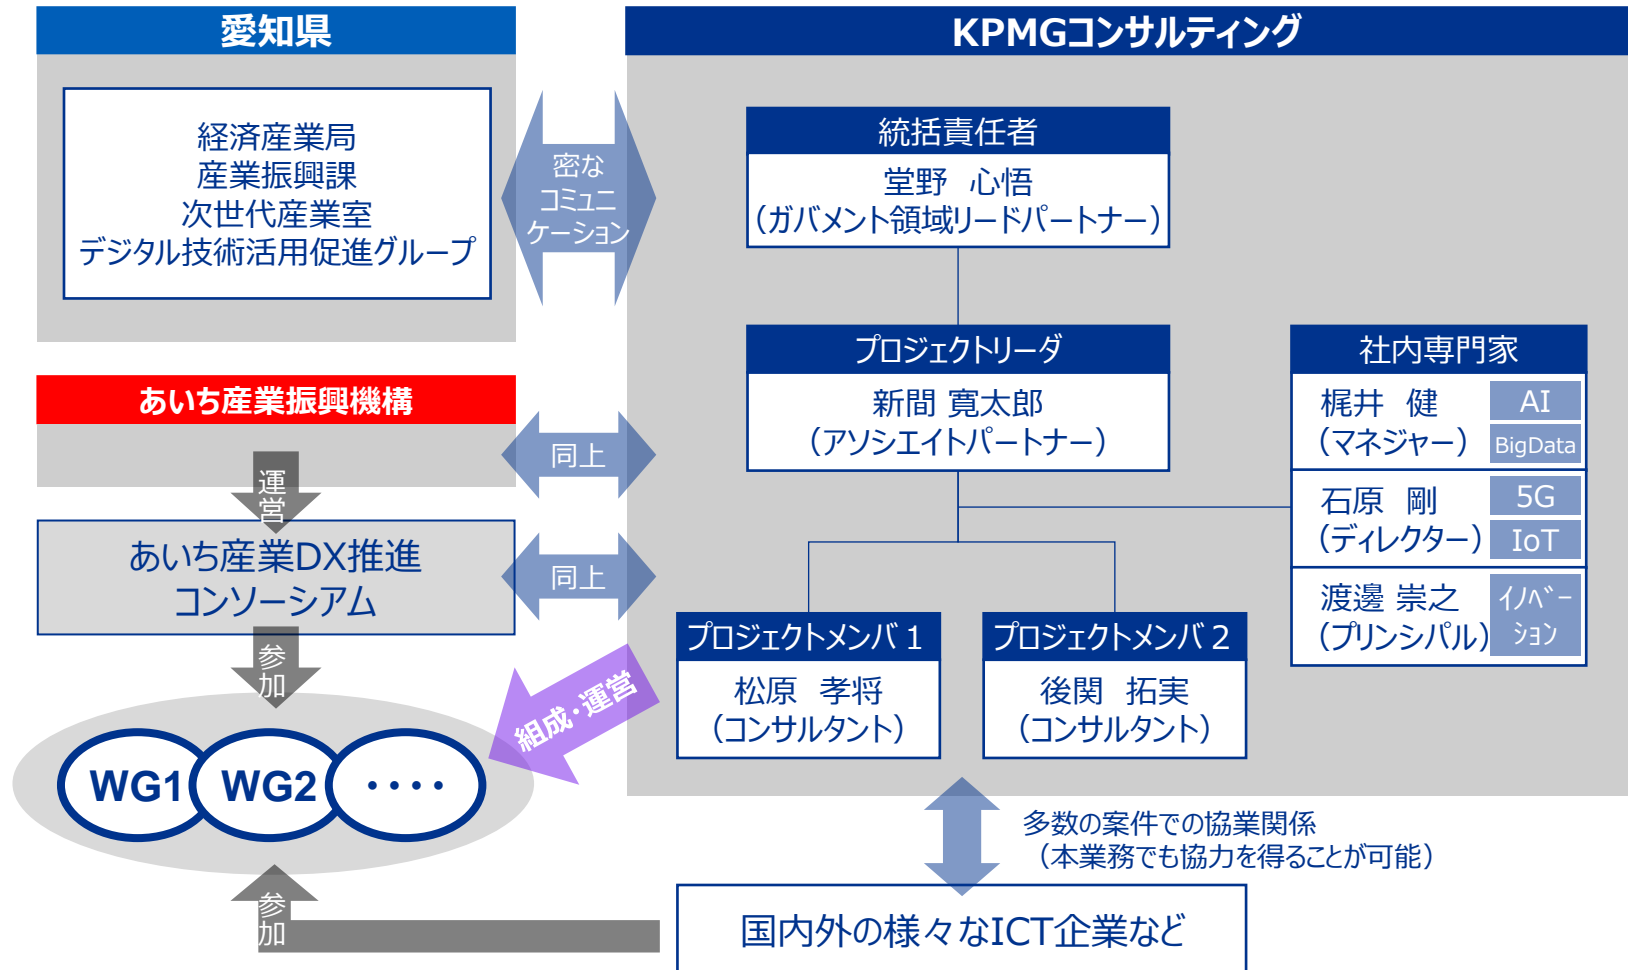 愛知県
経済産業局
産業振興課
次世代産業室
デジタル技術活用促進グループ
密な
コミュニ
ケーション
KPMGコンサルティング
統括責任者
堂野　心悟
（ガバメント領域リードパートナー）
プロジェクトリーダ
新間 寛太郎
（アソシエイトパートナー）
社内専門家
梶井　健
（マネジャー）
AI
BigData
石原　剛
（ディレクター）
5G
IoT
渡邉 崇之
（プリンシパル）
イノベー
ション
あいち産業振興機構
同上
運営
あいち産業DX推進
コンソーシアム
同上
参加
組成・運営
プロジェクトメンバ１
松原　孝将
（コンサルタント）
プロジェクトメンバ２
後関　拓実
（コンサルタント）
WG1
WG2
・・・・
多数の案件での協業関係
（本業務でも協力を得ることが可能）
参加
国内外の様々なICT企業など